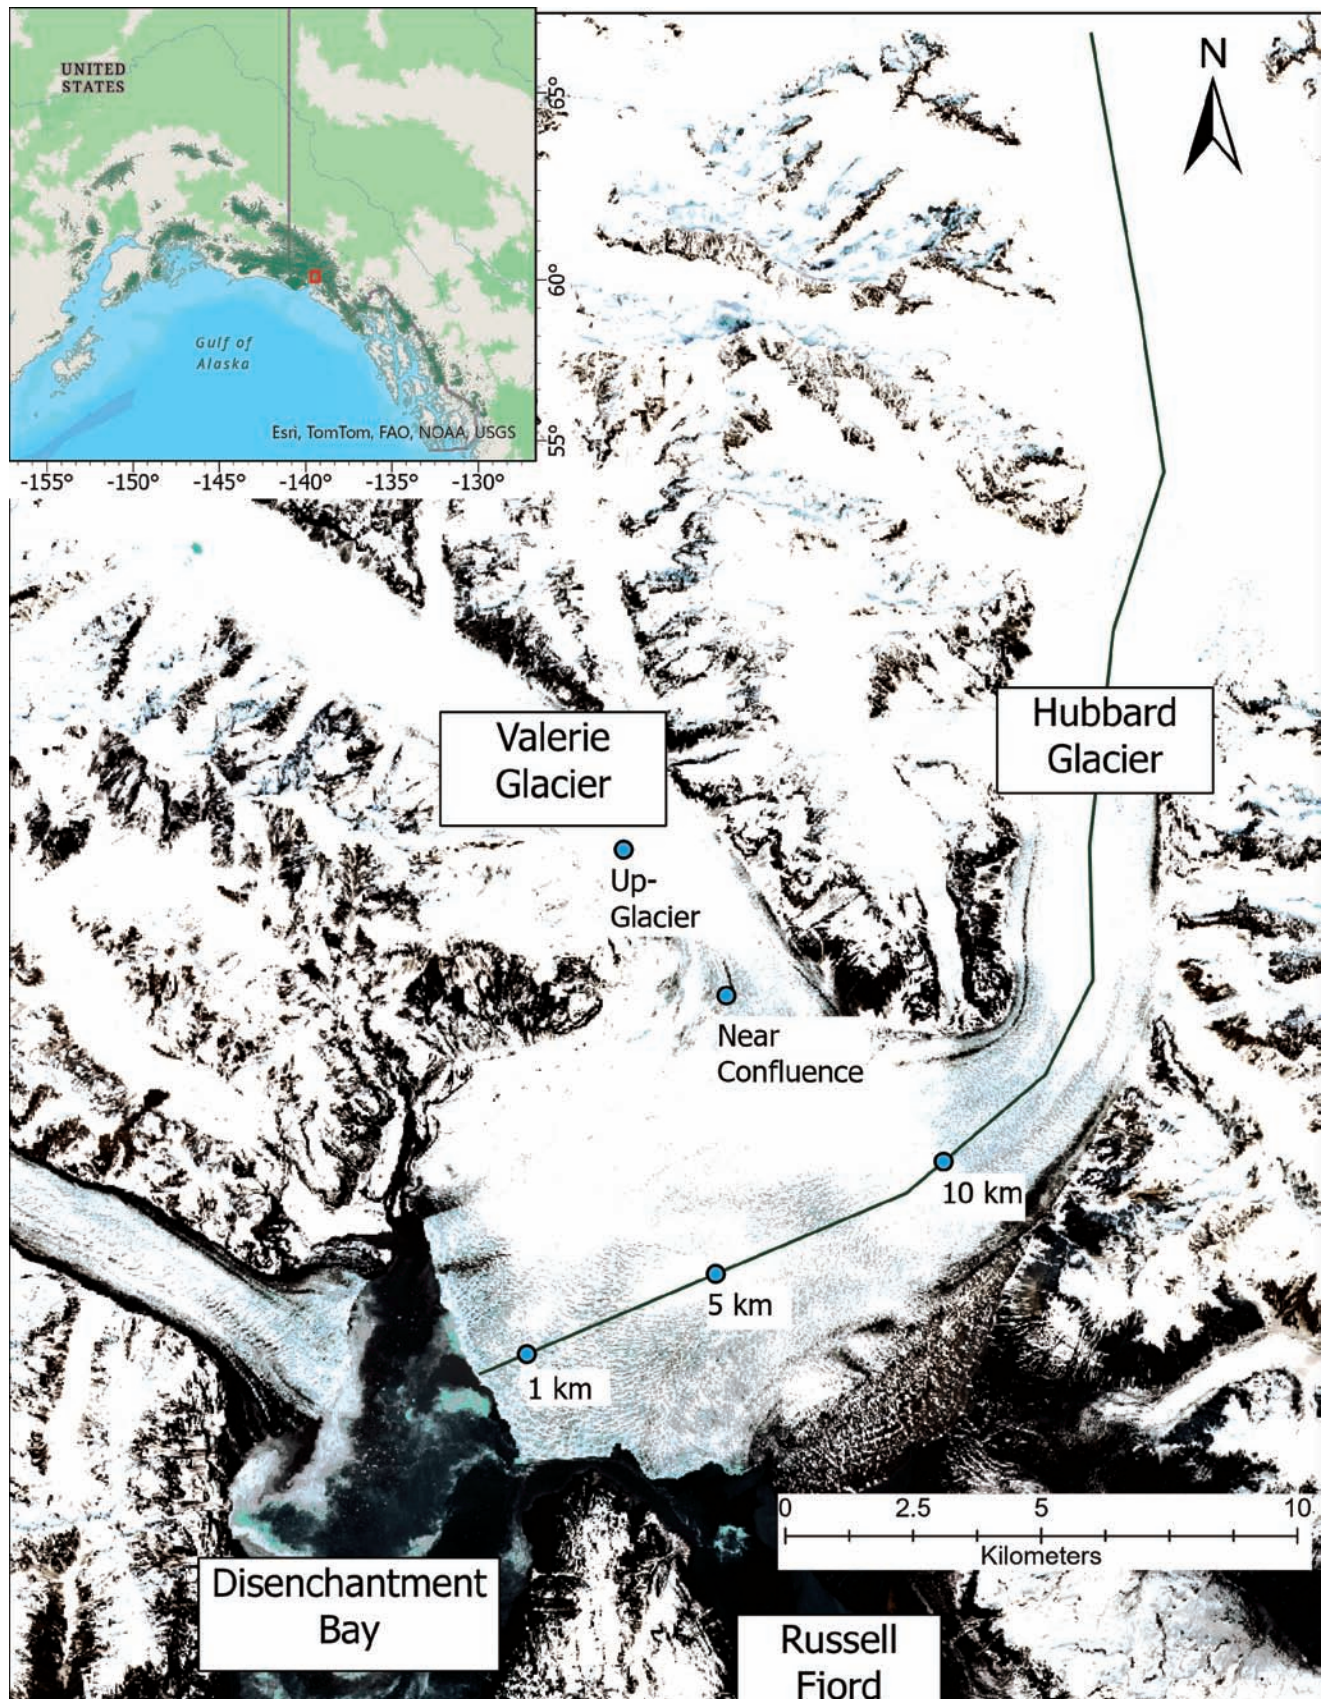 UNITED
STATES
Gulf of
Alaska
Esri, TomTom, FAO, NOAA, USGS
65°
60°
55°
-155°
-150°
-145°
-140°
-135°
-130°
N
Valerie
Glacier
Hubbard
Glacier
Up-
Glacier
Near
Confluence
10 km
5 km
1 km
0
2.5
5
10
Kilometers
Disenchantment
Bay
Russell
Fjord